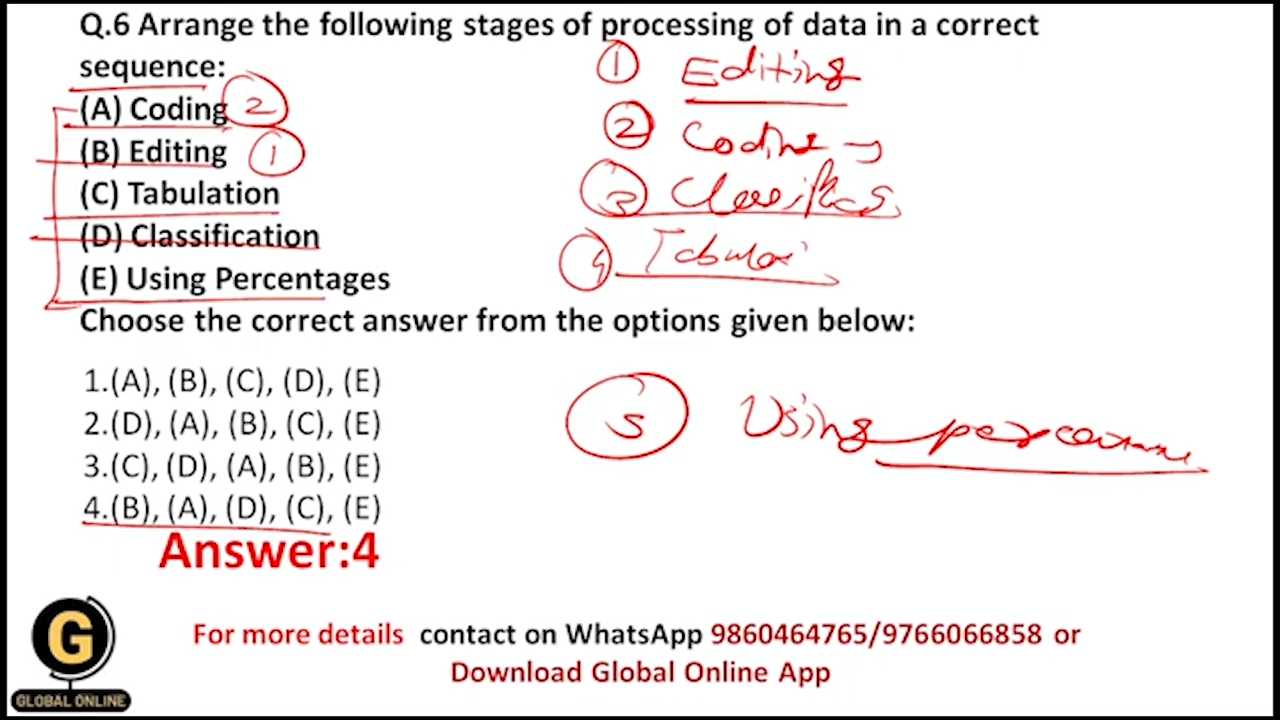 Q.6 Arrange the following stages of processing of data in a correct
sequence:
(A) Coding 2
(B) Editing 1
(C) Tabulation
(D) Classification
(E) Using Percentages
1 Editing
2 Coding
3
4
Choose the correct answer from the options given below:
1.(A), (B), (C), (D), (E)
2.(D), (A), (B), (C), (E)
3.(C), (D), (A), (B), (E)
4.(B), (A), (D), (C), (E)
5 Using
Answer:4
G
GLOBAL ONLINE
For more details contact on WhatsApp 9860464765/9766066858 or
Download Global Online App